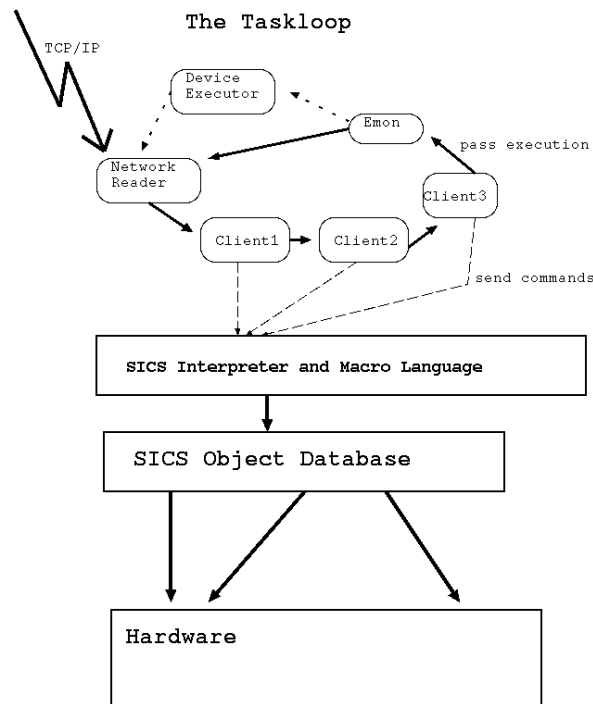 The Taskloop
TCP/IP
Device
Executor
Emon
pass execution
Network
Reader
Client3
Client1
Client2
send commands
SICS Interpreter and Macro Language
SICS Object Database
Hardware